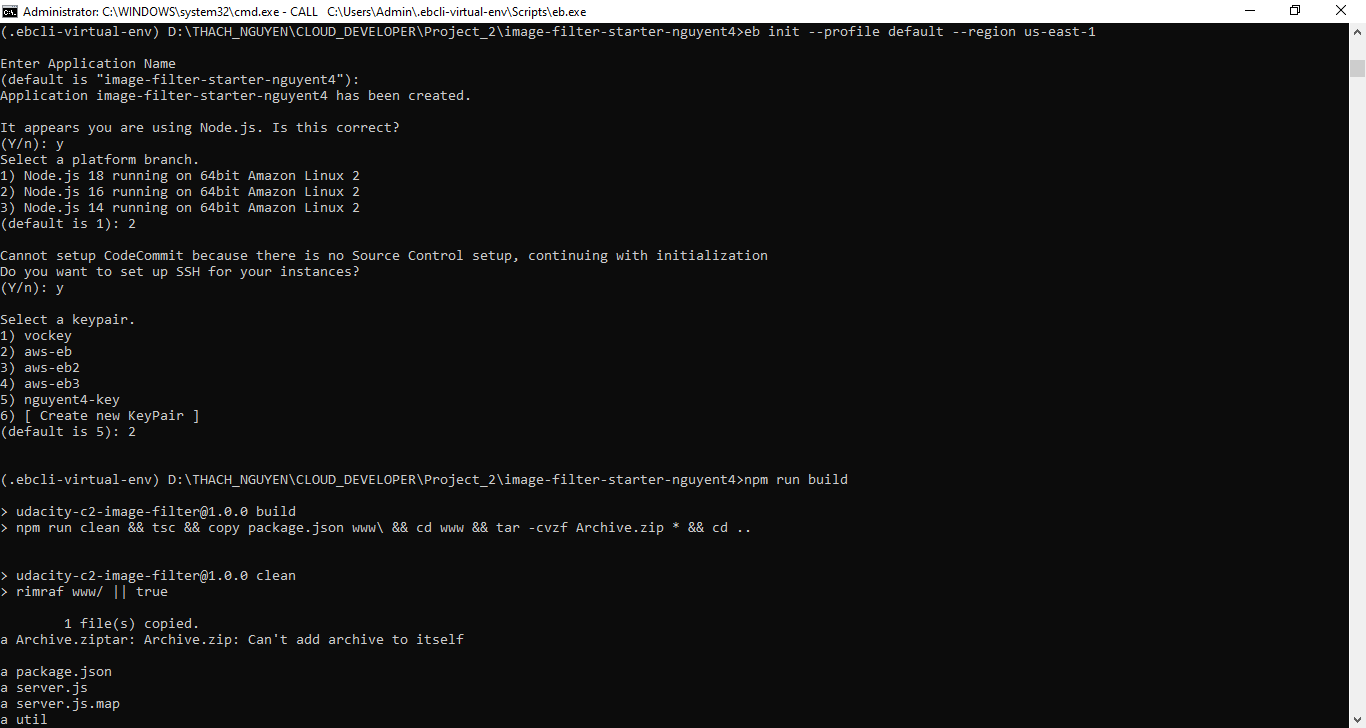 Administrator: C:\WINDOWS\system32\cmd.exe - CALL C:\Users\Admin\.ebcli-virtual-env\Scripts\eb.exe
(.ebcli-virtual-env) D:\THACH_NGUYEN\CLOUD_DEVELOPER\Project_2\image-filter-starter-nguyent4>eb init --profile default --region us-east-1
Enter Application Name
(default is "image-filter-starter-nguyent4"):
Application image-filter-starter-nguyent4 has been created.
It appears you are using Node.js. Is this correct?
(Y/n): y
Select a platform branch.
1) Node.js 18 running on 64bit Amazon Linux 2
2) Node.js 16 running on 64bit Amazon Linux 2
3) Node.js 14 running on 64bit Amazon Linux 2
(default is 1): 2
Cannot setup CodeCommit because there is no Source Control setup, continuing with initialization
Do you want to set up SSH for your instances?
(Y/n): y
Select a keypair.
1) vockey
2) aws-eb
3) aws-eb2
4) aws-eb3
5) nguyent4-key
6) [ Create new KeyPair ]
(default is 5): 2
(.ebcli-virtual-env) D:\THACH_NGUYEN\CLOUD_DEVELOPER\Project_2\image-filter-starter-nguyent4>npm run build
> udacity-c2-image-filter@1.0.0 build
> npm run clean && tsc && copy package.json www\ && cd www && tar -cvzf Archive.zip * && cd ..
> udacity-c2-image-filter@1.0.0 clean
> rimraf www/ || true
1 file(s) copied.
a Archive.ziptar: Archive.zip: Can't add archive to itself
a package.json
a server.js
a server.js.map
a util